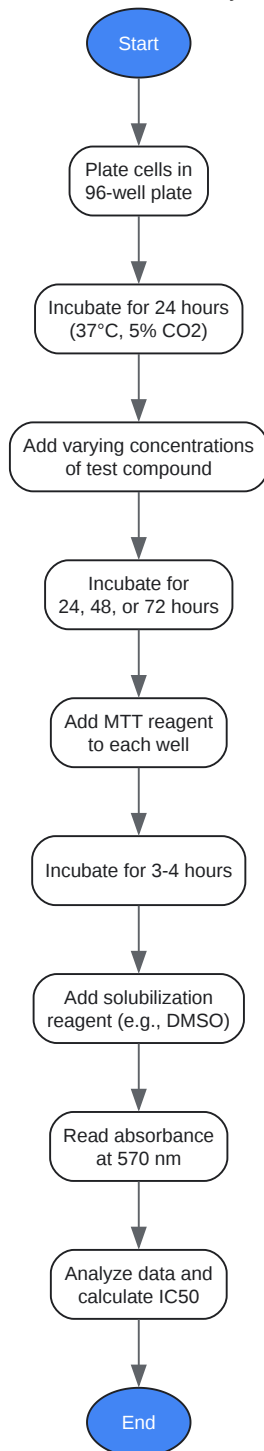 Start
Plate cells in
96-well plate
Incubate for 24 hours
(37°C, 5% CO2)
Add varying concentrations
of test compound
Incubate for
24, 48, or 72 hours
Add MTT reagent
to each well
Incubate for 3-4 hours
Add solubilization
reagent (e.g., DMSO)
Read absorbance
at 570 nm
Analyze data and
calculate IC50
End